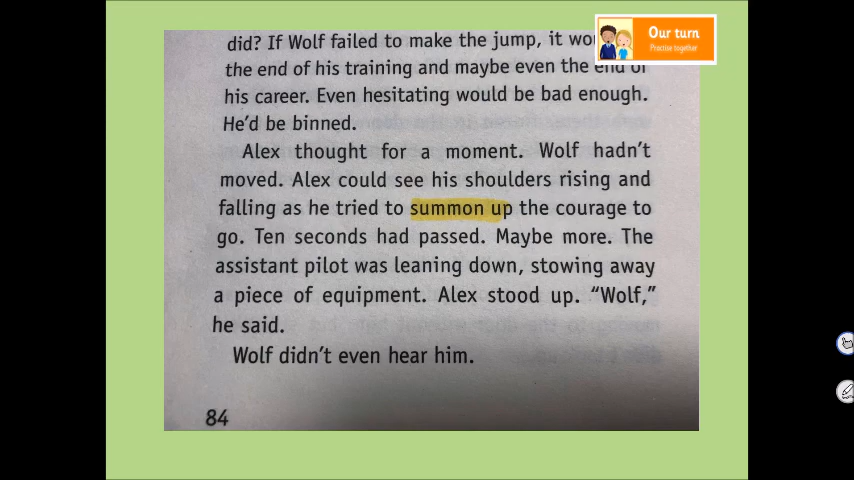 Our turn
Practise together
did? If Wolf failed to make the jump, it
the end of his training and maybe even the end of
his career. Even hesitating would be bad enough.
He'd be binned.
Alex thought for a moment. Wolf hadn't
moved. Alex could see his shoulders rising and
falling as he tried to summon up the courage to
go. Ten seconds had passed. Maybe more. The
assistant pilot was leaning down, stowing away
a piece of equipment. Alex stood up. “Wolf,”
he said.
Wolf didn't even hear him.
84